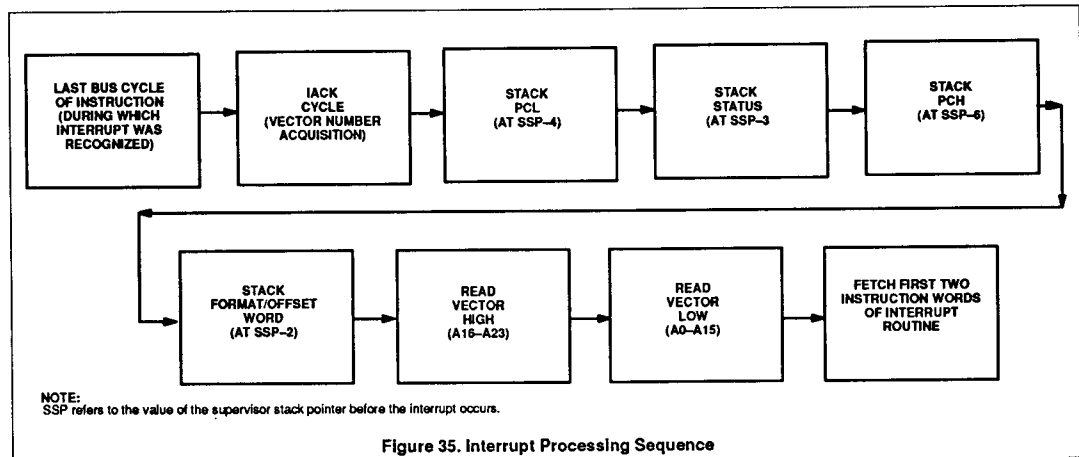 LAST BUS CYCLE
OF INSTRUCTION
(DURING WHICH
INTERRUPT WAS
RECOGNIZED)
IACK
CYCLE
(VECTOR NUMBER
ACQUISITION)
STACK
PCL
(AT SSP–4)
STACK
STATUS
(AT SSP–3
STACK
PCH
(AT SSP–6)
STACK
FORMAT/OFFSET
WORD
(AT SSP–2)
READ
VECTOR
HIGH
(A16–A23)
READ
VECTOR
LOW
(A0–A15)
FETCH FIRST TWO
INSTRUCTION WORDS
OF INTERRUPT
ROUTINE
NOTE:
SSP refers to the value of the supervisor stack pointer before the interrupt occurs.
Figure 35. Interrupt Processing Sequence